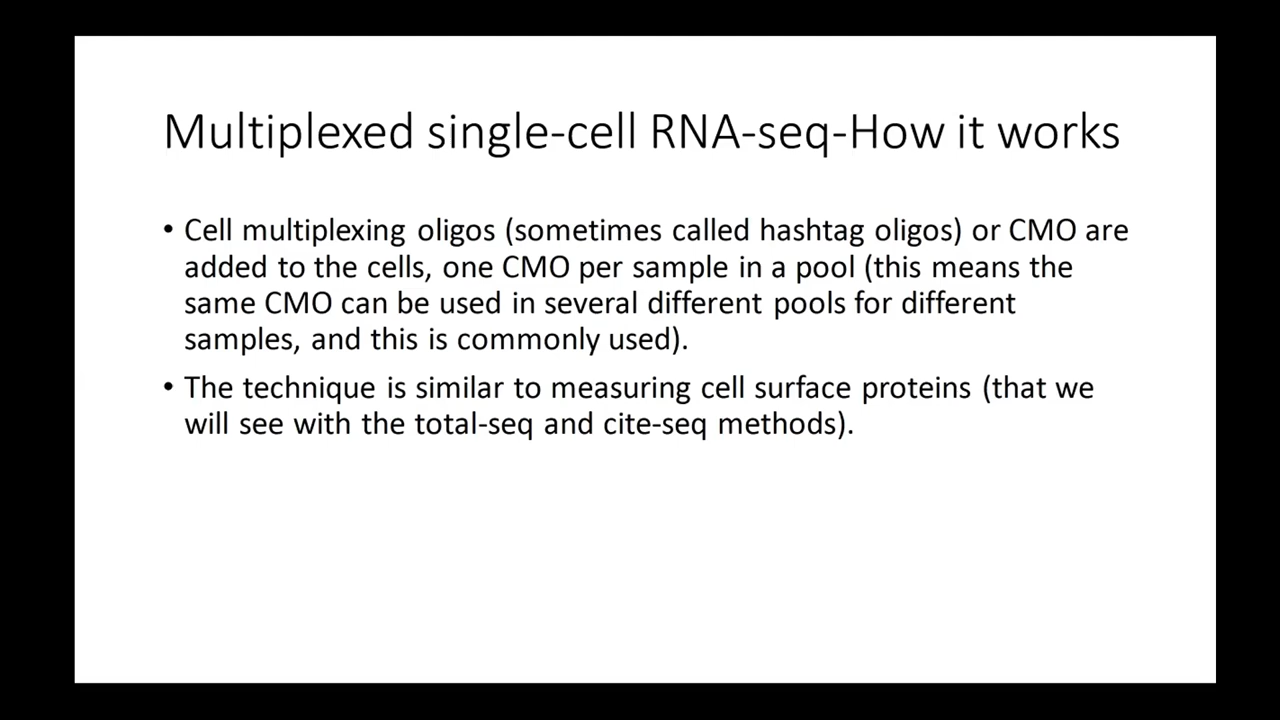 Multiplexed single-cell RNA-seq-How it works
• Cell multiplexing oligos (sometimes called hashtag oligos) or CMO are
added to the cells, one CMO per sample in a pool (this means the
same CMO can be used in several different pools for different
samples, and this is commonly used).
• The technique is similar to measuring cell surface proteins (that we
will see with the total-seq and cite-seq methods).